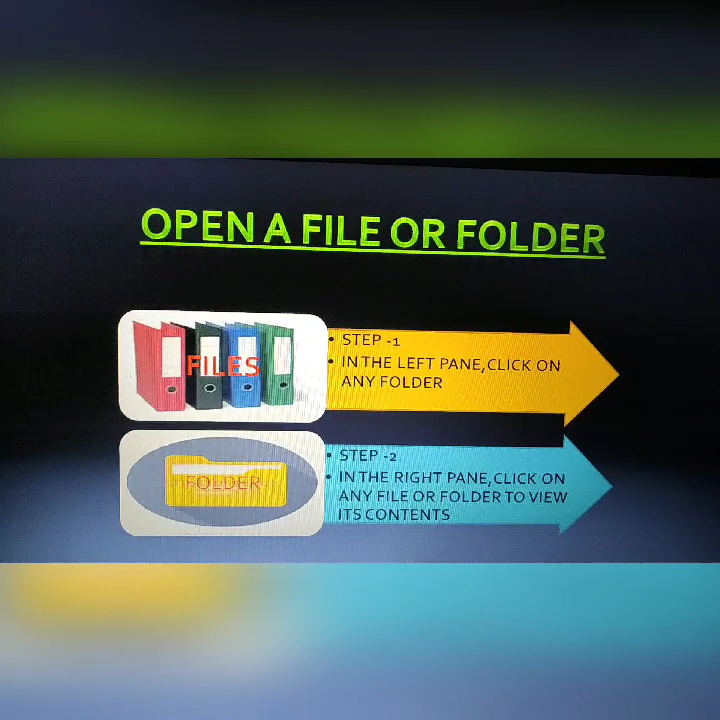 OPEN A FILE OR FOLDER
FILES
• STEP -1
• IN THE LEFT PANE,CLICK ON
ANY FOLDER
FOLDER
• STEP -2
• IN THE RIGHT PANE,CLICK ON
ANY FILE OR FOLDER TO VIEW
ITS CONTENTS